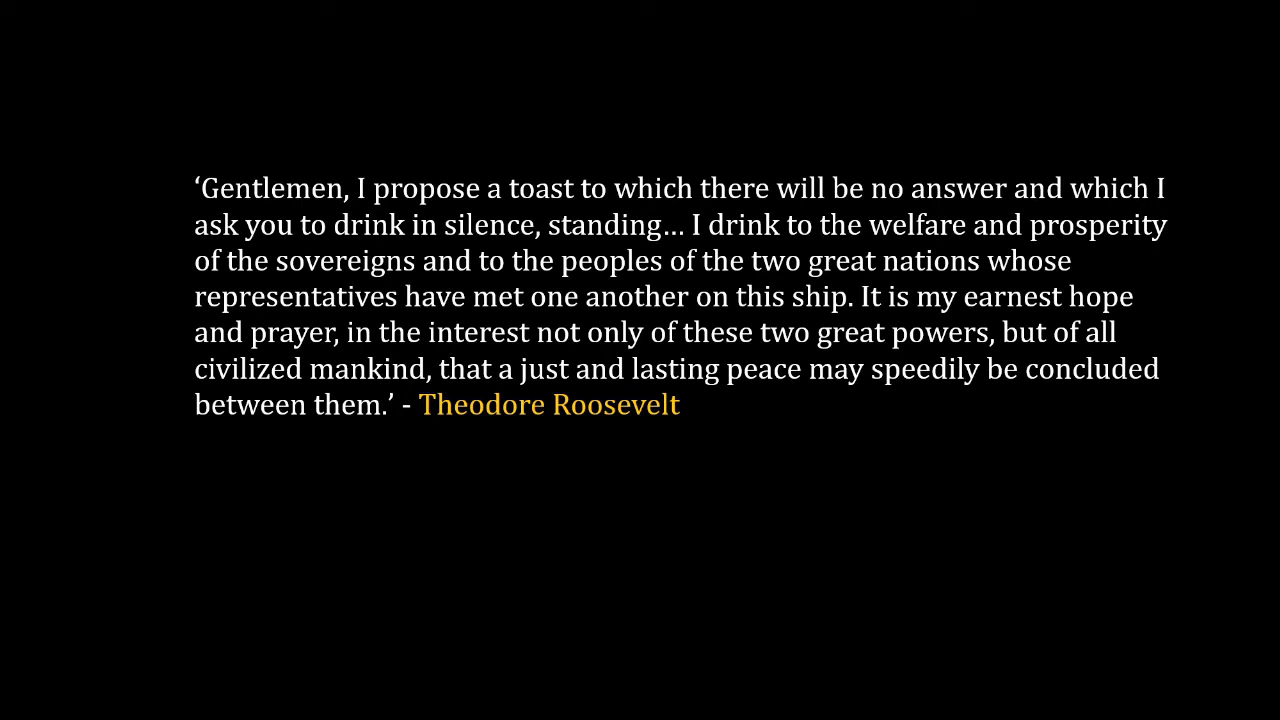 ‘Gentlemen, I propose a toast to which there will be no answer and which I
ask you to drink in silence, standing... I drink to the welfare and prosperity
of the sovereigns and to the peoples of the two great nations whose
representatives have met one another on this ship. It is my earnest hope
and prayer, in the interest not only of these two great powers, but of all
civilized mankind, that a just and lasting peace may speedily be concluded
between them.’ - Theodore Roosevelt